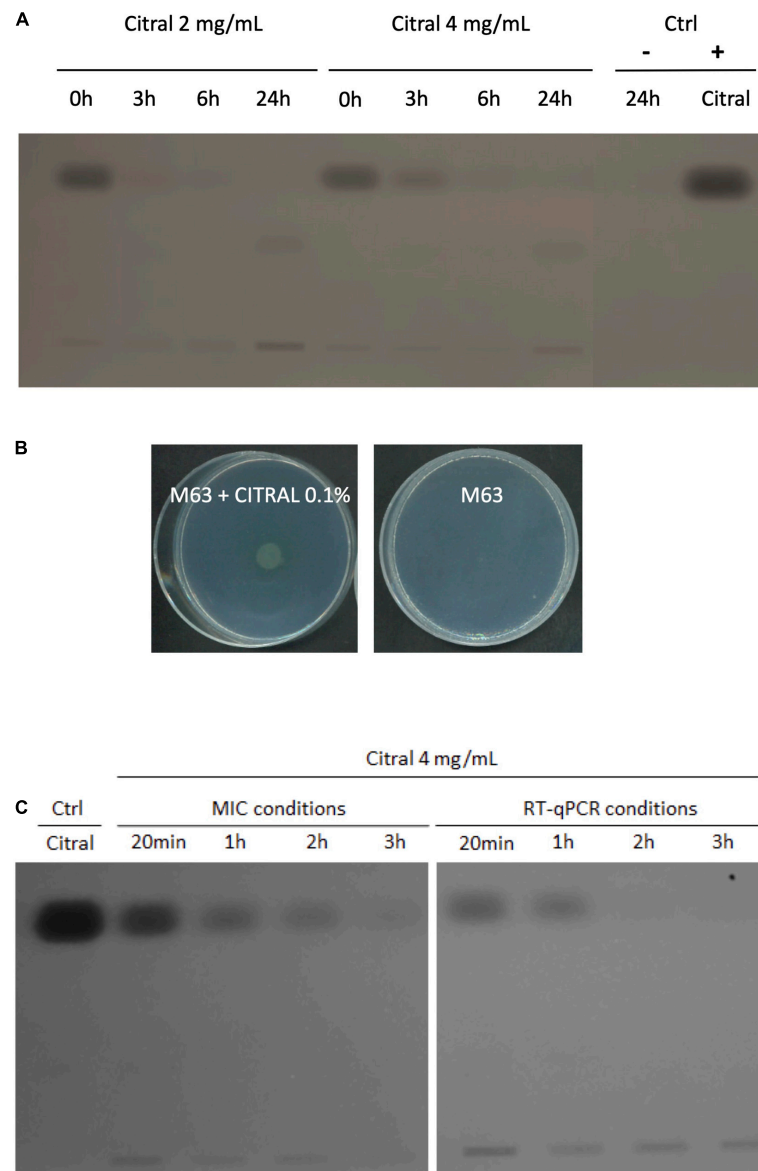 A
Citral 2 mg/mL Citral 4 mg/mL Ctrl
- +
0h 3h 6h 24h 0h 3h 6h 24h 24h Citral
B
M63 + CITRAL 0.1% M63
Citral 4 mg/mL
C Ctrl MIC conditions RT-qPCR conditions
Citral 20min 1h 2h 3h 20min 1h 2h 3h